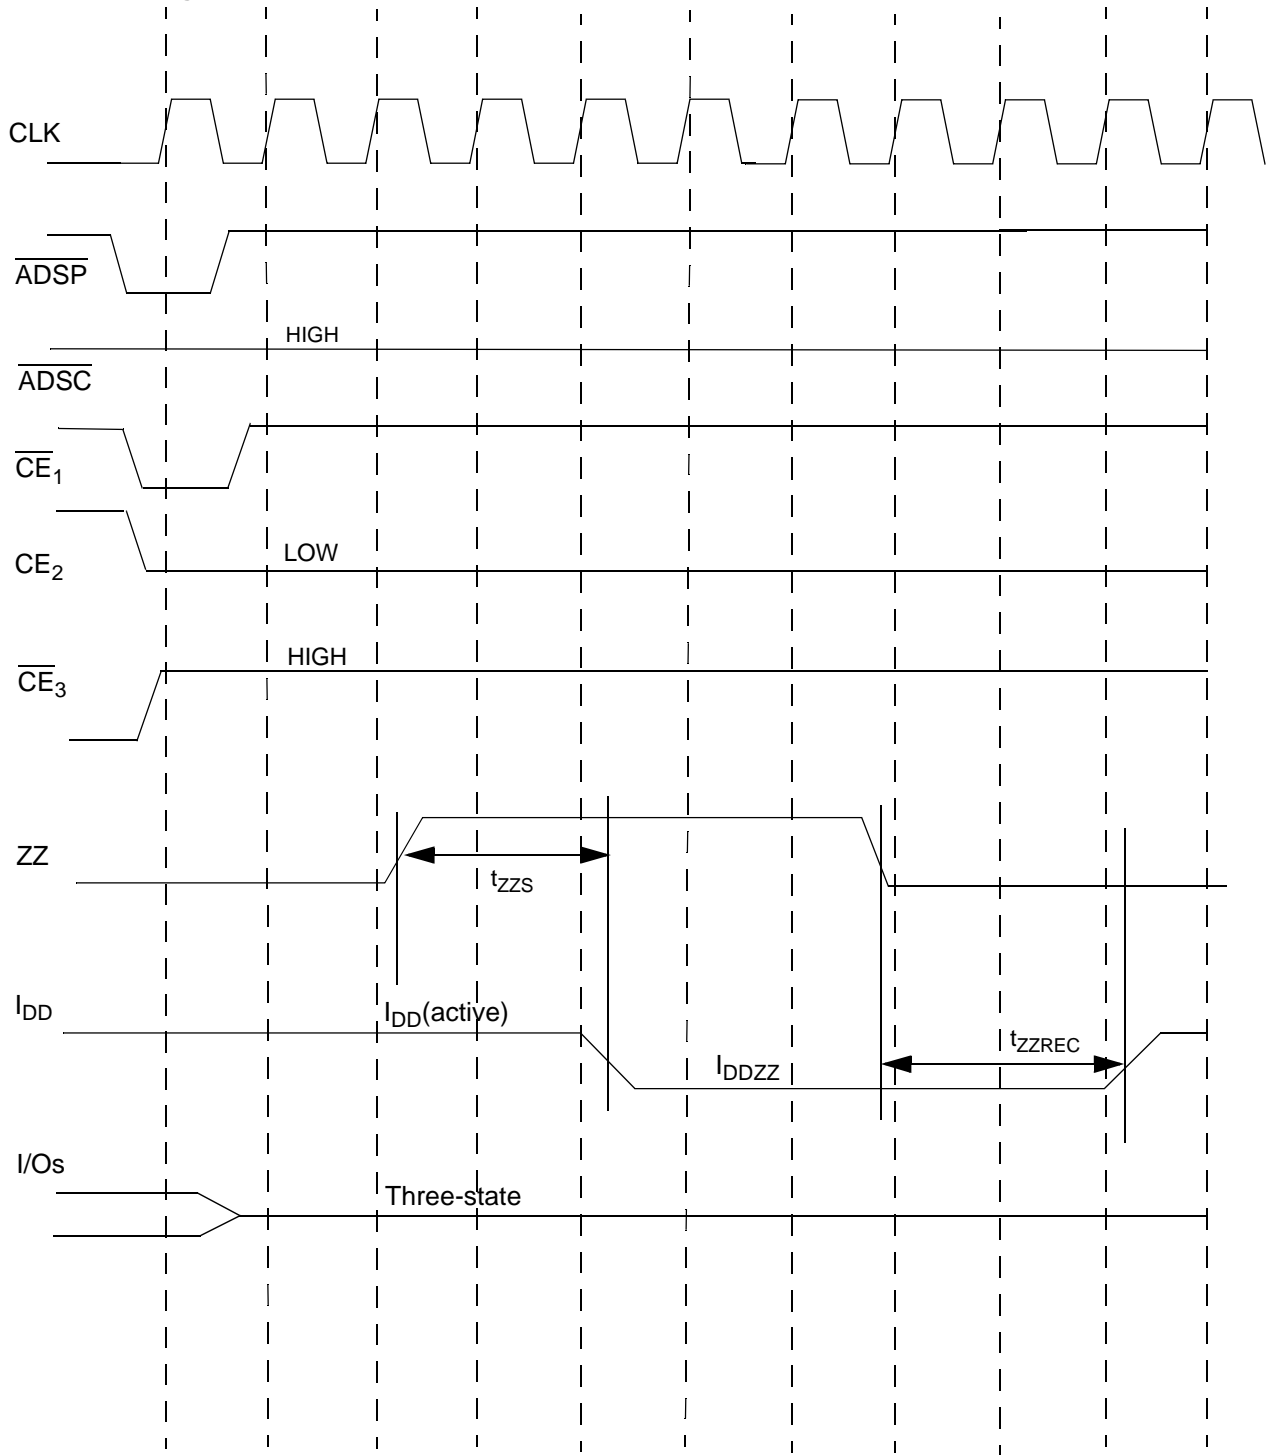 CLK
ADSP
HIGH
ADSC
CE1
LOW
CE2
HIGH
CE3
ZZ
tZZS
IDD
IDD(active)
tZZREC
IDDZZ
I/Os
Three-state